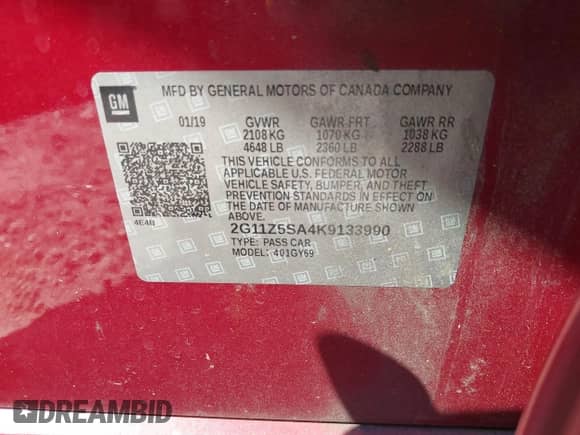 GM
MFD BY GENERAL MOTORS OF CANADA COMPANY
01/19 GVWR GAWR FRT GAWR RR
2108 KG 1070 KG 1038 KG
4648 LB 2360 LB 2288 LB
THIS VEHICLE CONFORMS TO ALL
APPLICABLE U.S. FEDERAL MOTOR
VEHICLE SAFETY, BUMPER, AND THEFT
PREVENTION STANDARDS IN EFFECT
ON THE DATE OF MANUFACTURE SHOWN
ABOVE.
4E4B
2G11Z5SA4K9133990
TYPE: PASS CAR
MODEL: 401GY69
DREAMBID